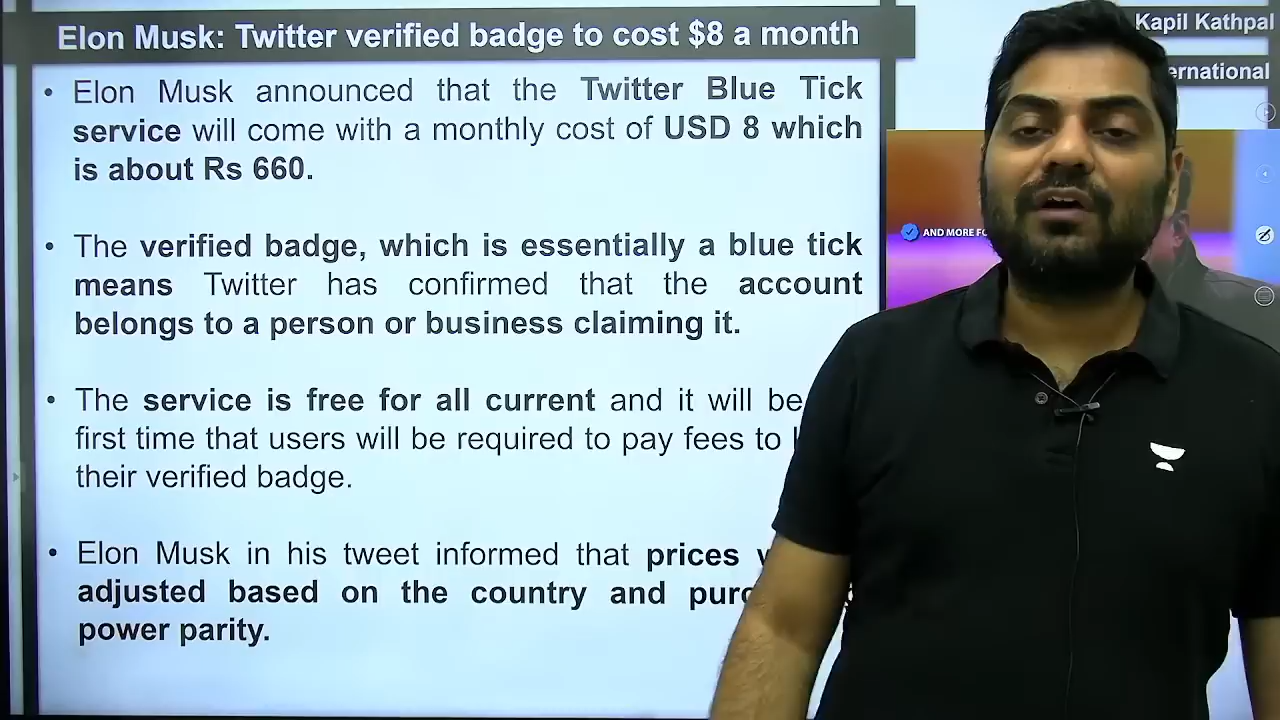 Elon Musk: Twitter verified badge to cost $8 a month
Kapil Kathpal
• Elon Musk announced that the Twitter Blue Tick
service will come with a monthly cost of USD 8 which
is about Rs 660.
• The verified badge, which is essentially a blue tick
means Twitter has confirmed that the account
belongs to a person or business claiming it.
AND MORE
• The service is free for all current and it will be
first time that users will be required to pay fees to
their verified badge.
• Elon Musk in his tweet informed that prices
adjusted based on the country and
power parity.